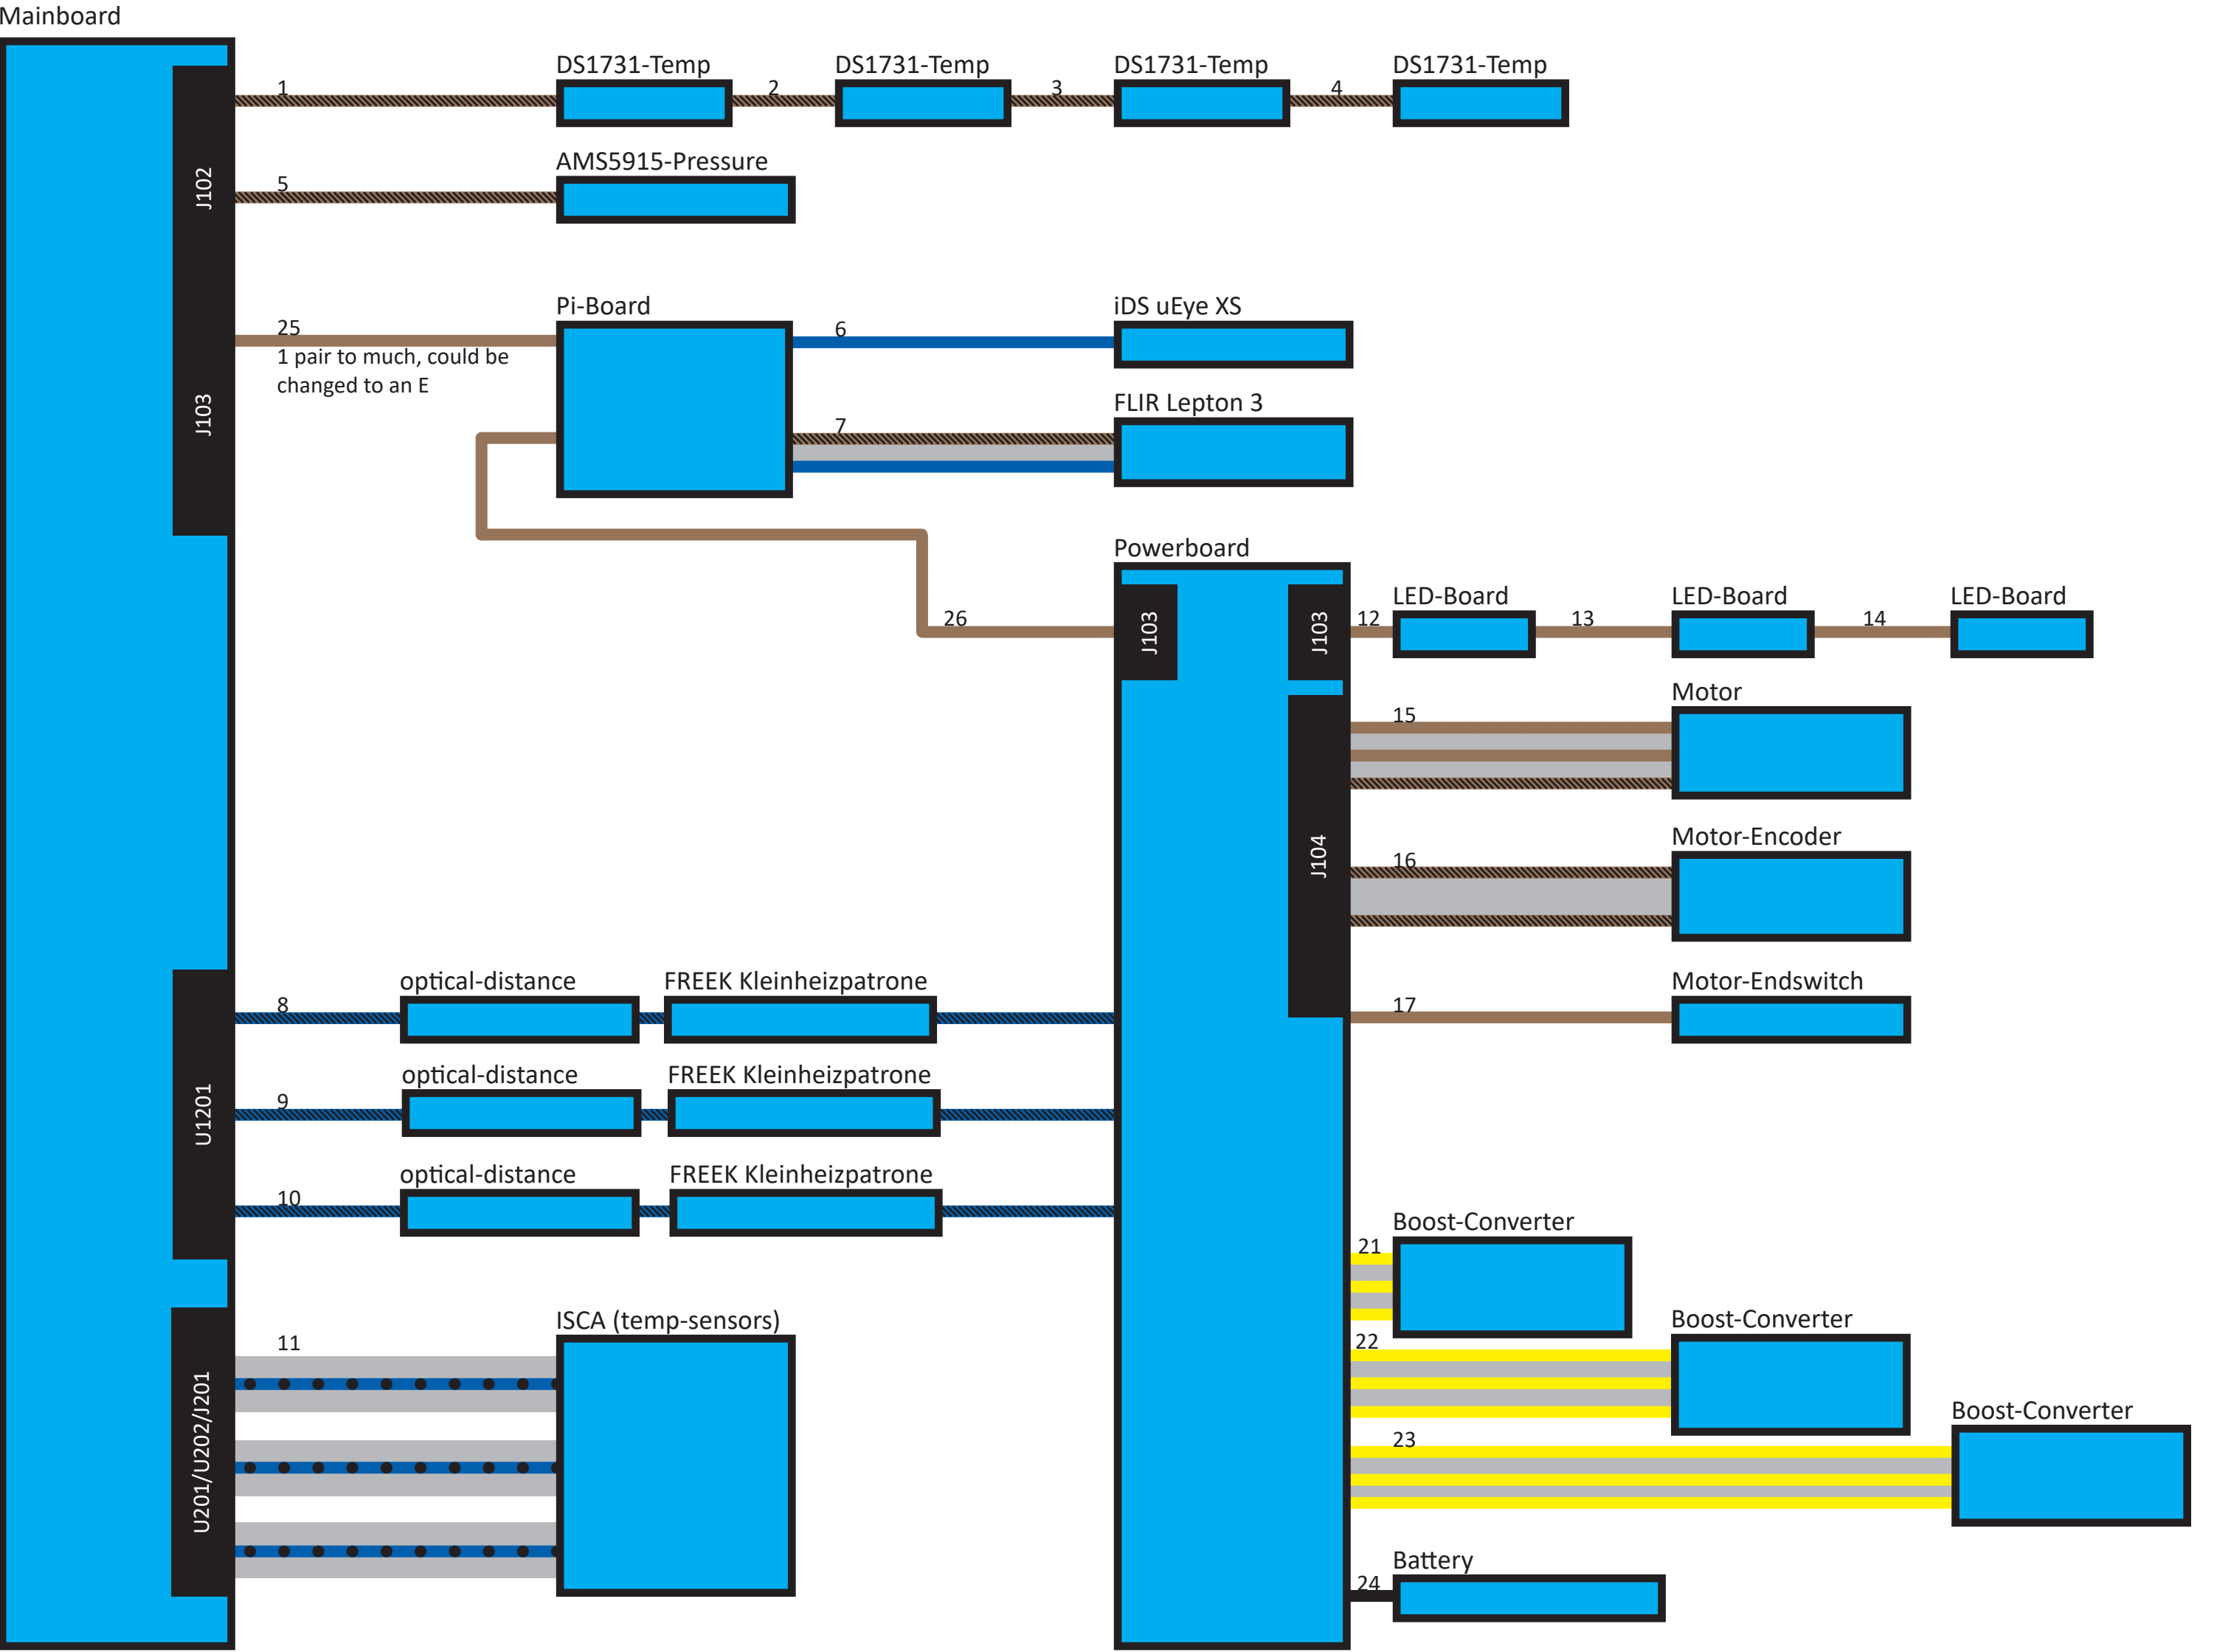 Mainboard
DS1731-Temp
DS1731-Temp
DS1731-Temp
DS1731-Temp
1
2
3
4
AMS5915-Pressure
J102
5
Pi-Board
iDS uEye XS
25
6
1 pair to much, could be
changed to an E
J103
FLIR Lepton 3
7
Powerboard
LED-Board
LED-Board
LED-Board
26
J103
J103
12
13
14
Motor
15
Motor-Encoder
J104
16
optical-distance
FREEK Kleinheizpatrone
Motor-Endswitch
8
17
optical-distance
FREEK Kleinheizpatrone
U1201
9
optical-distance
FREEK Kleinheizpatrone
10
Boost-Converter
21
ISCA (temp-sensors)
Boost-Converter
11
22
U201/U202/J201
Boost-Converter
23
Battery
24